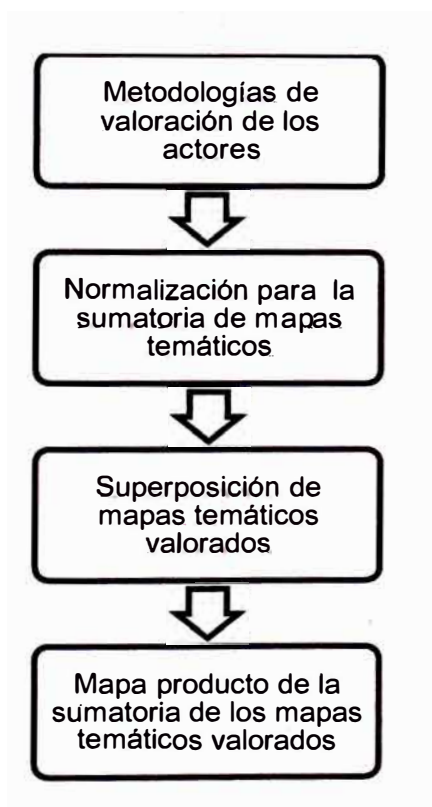 Metodologías de
valoración de los
actores
Normalización para la
sumatoria de mapas
temáticos
Superposición de
mapas temáticos
valorados
Mapa producto de la
sumatoria de los mapas
temáticos valorados